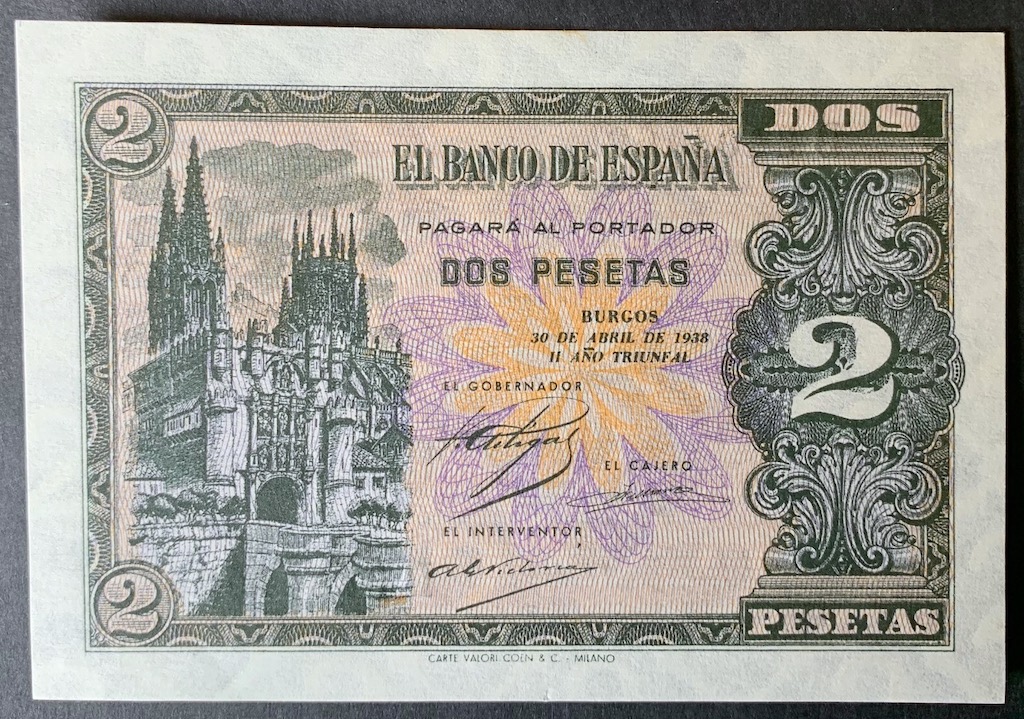 2
DOS
EL BANCO DE ESPAÑA
PAGARÁ AL PORTADOR
DOS PESETAS
BURGOS
30 DE ABRIL DE 1938
II AÑO TRIUNFAL
2
EL GOBERNADOR
EL CAJERO
EL INTERVENTOR,
2
PESETAS
CARTE VALORI COEN & C. - MILANO